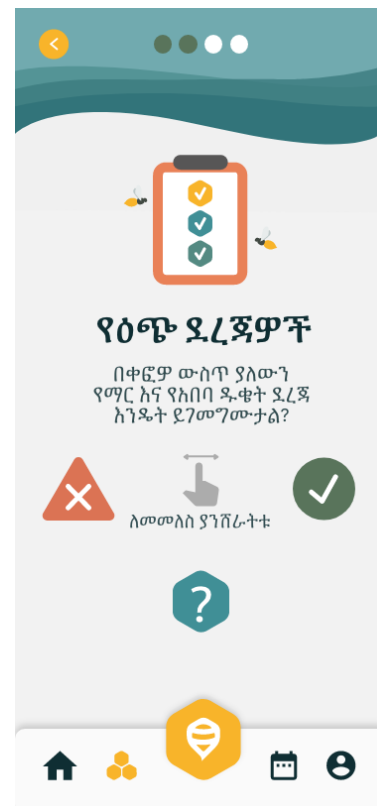 የዕጭ ደረጃዎች
በቀፎዎ ውስጥ ያለውን
የማር እና የአበባ ዱቄት ደረጃ
እንዴት ይገመግሙታል?
ለመመለስ ያንሸራትቱ
?